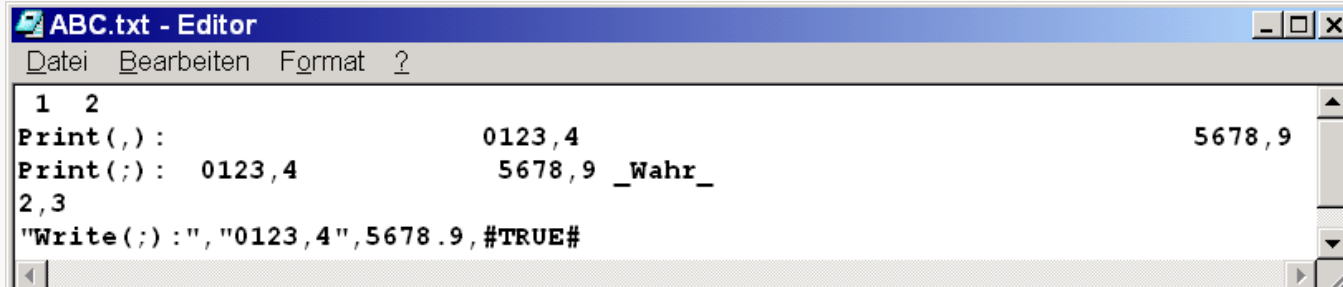 ABC.txt - Editor
Datei Bearbeiten Format ?
1 2
Print(,): 0123,4 5678,9
Print(;): 0123,4 5678,9 _Wahr_
2,3
"Write(;):","0123,4",5678.9,#TRUE#